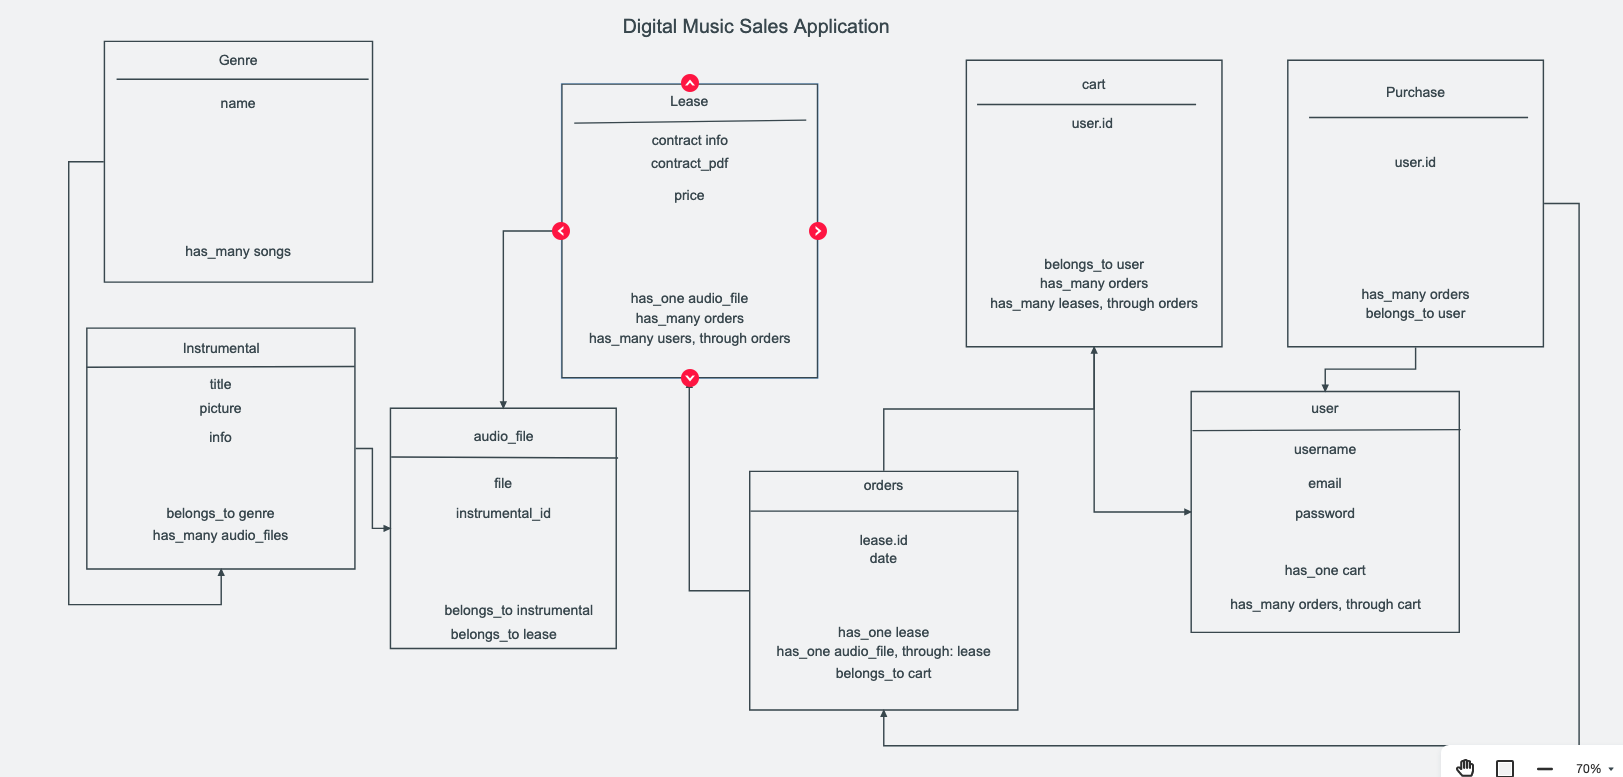 Digital Music Sales Application
Genre
name
has_many songs
Lease
contract info
contract_pdf
price
has_one audio_file
has_many orders
has_many users, through orders
cart
user.id
belongs_to user
has_many orders
has_many leases, through orders
Purchase
user.id
has_many orders
belongs_to user
Instrumental
title
picture
info
belongs_to genre
has_many audio_files
audio_file
file
instrumental_id
belongs_to instrumental
belongs_to lease
orders
lease.id
date
has_one lease
has_one audio_file, through: lease
belongs_to cart
user
username
email
password
has_one cart
has_many orders, through cart
70%